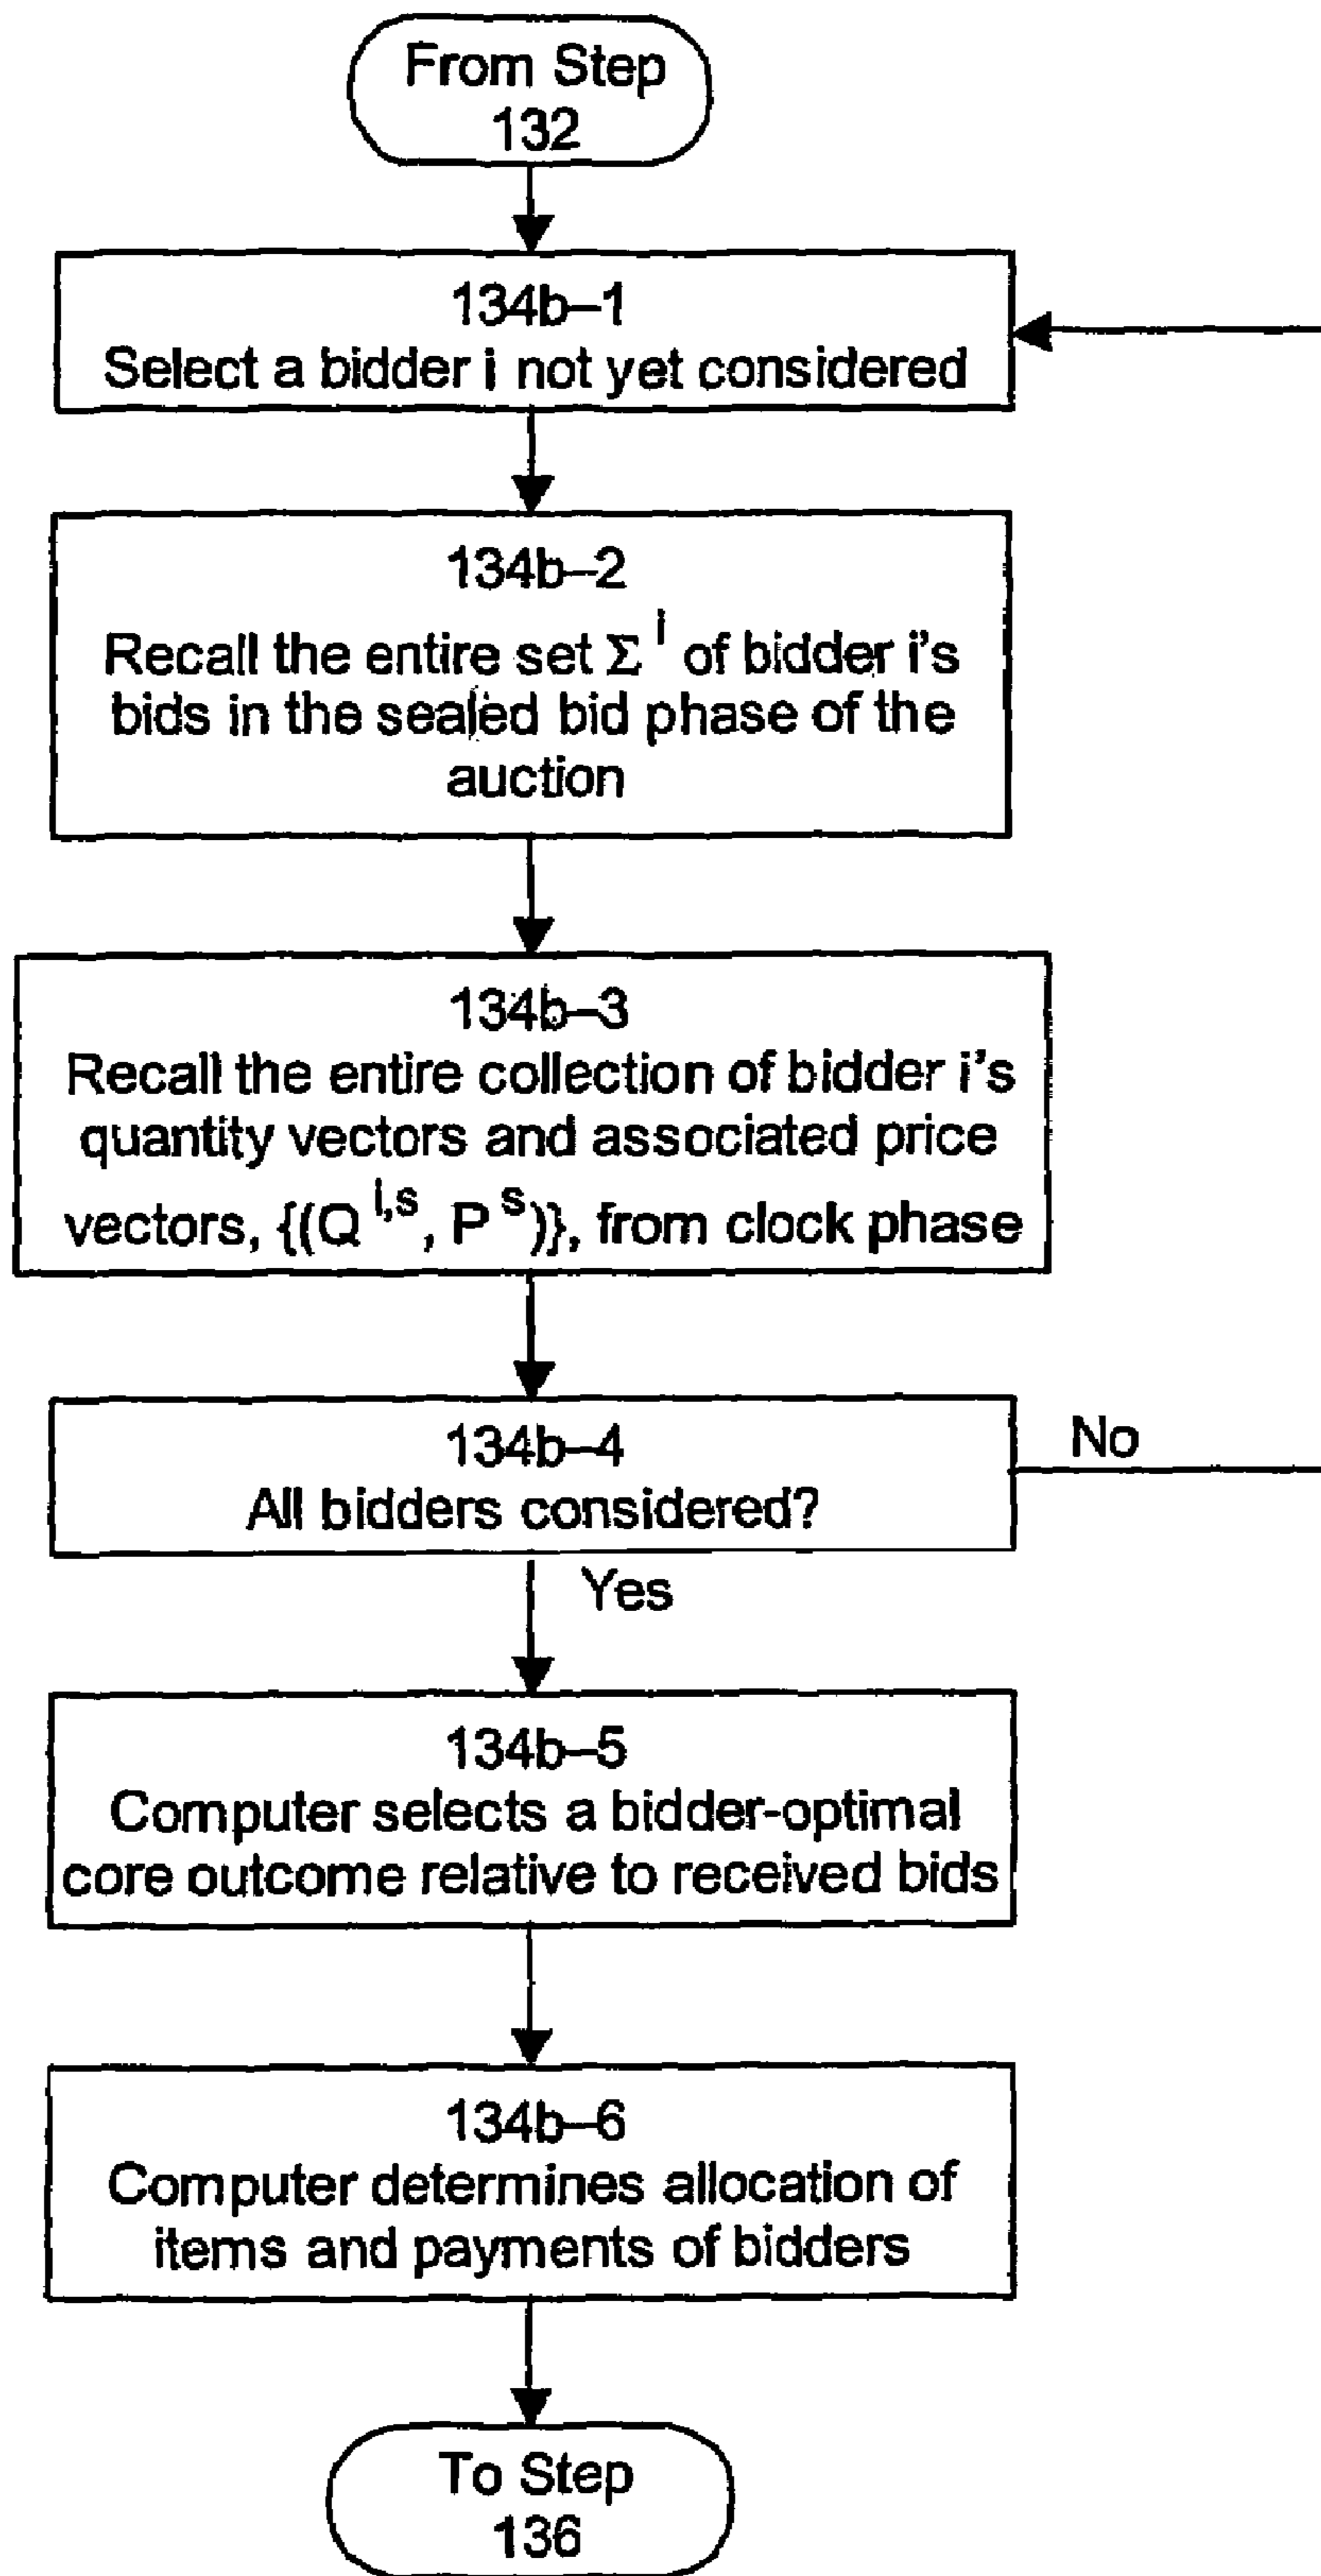 From Step
132
134b–1
Select a bidder i not yet considered
134b–2
Recall the entire set Σ^i of bidder i's
bids in the sealed bid phase of the
auction
134b–3
Recall the entire collection of bidder i's
quantity vectors and associated price
vectors, {(Q^i,s, P^s)}, from clock phase
134b–4
All bidders considered?
No
Yes
134b–5
Computer selects a bidder-optimal
core outcome relative to received bids
134b–6
Computer determines allocation of
items and payments of bidders
To Step
136